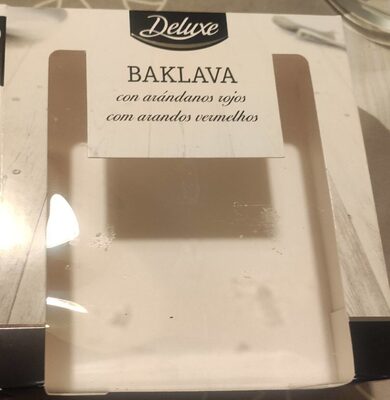 Deluxe
BAKLAVA
con arándanos rojos
com arandos vermelhos